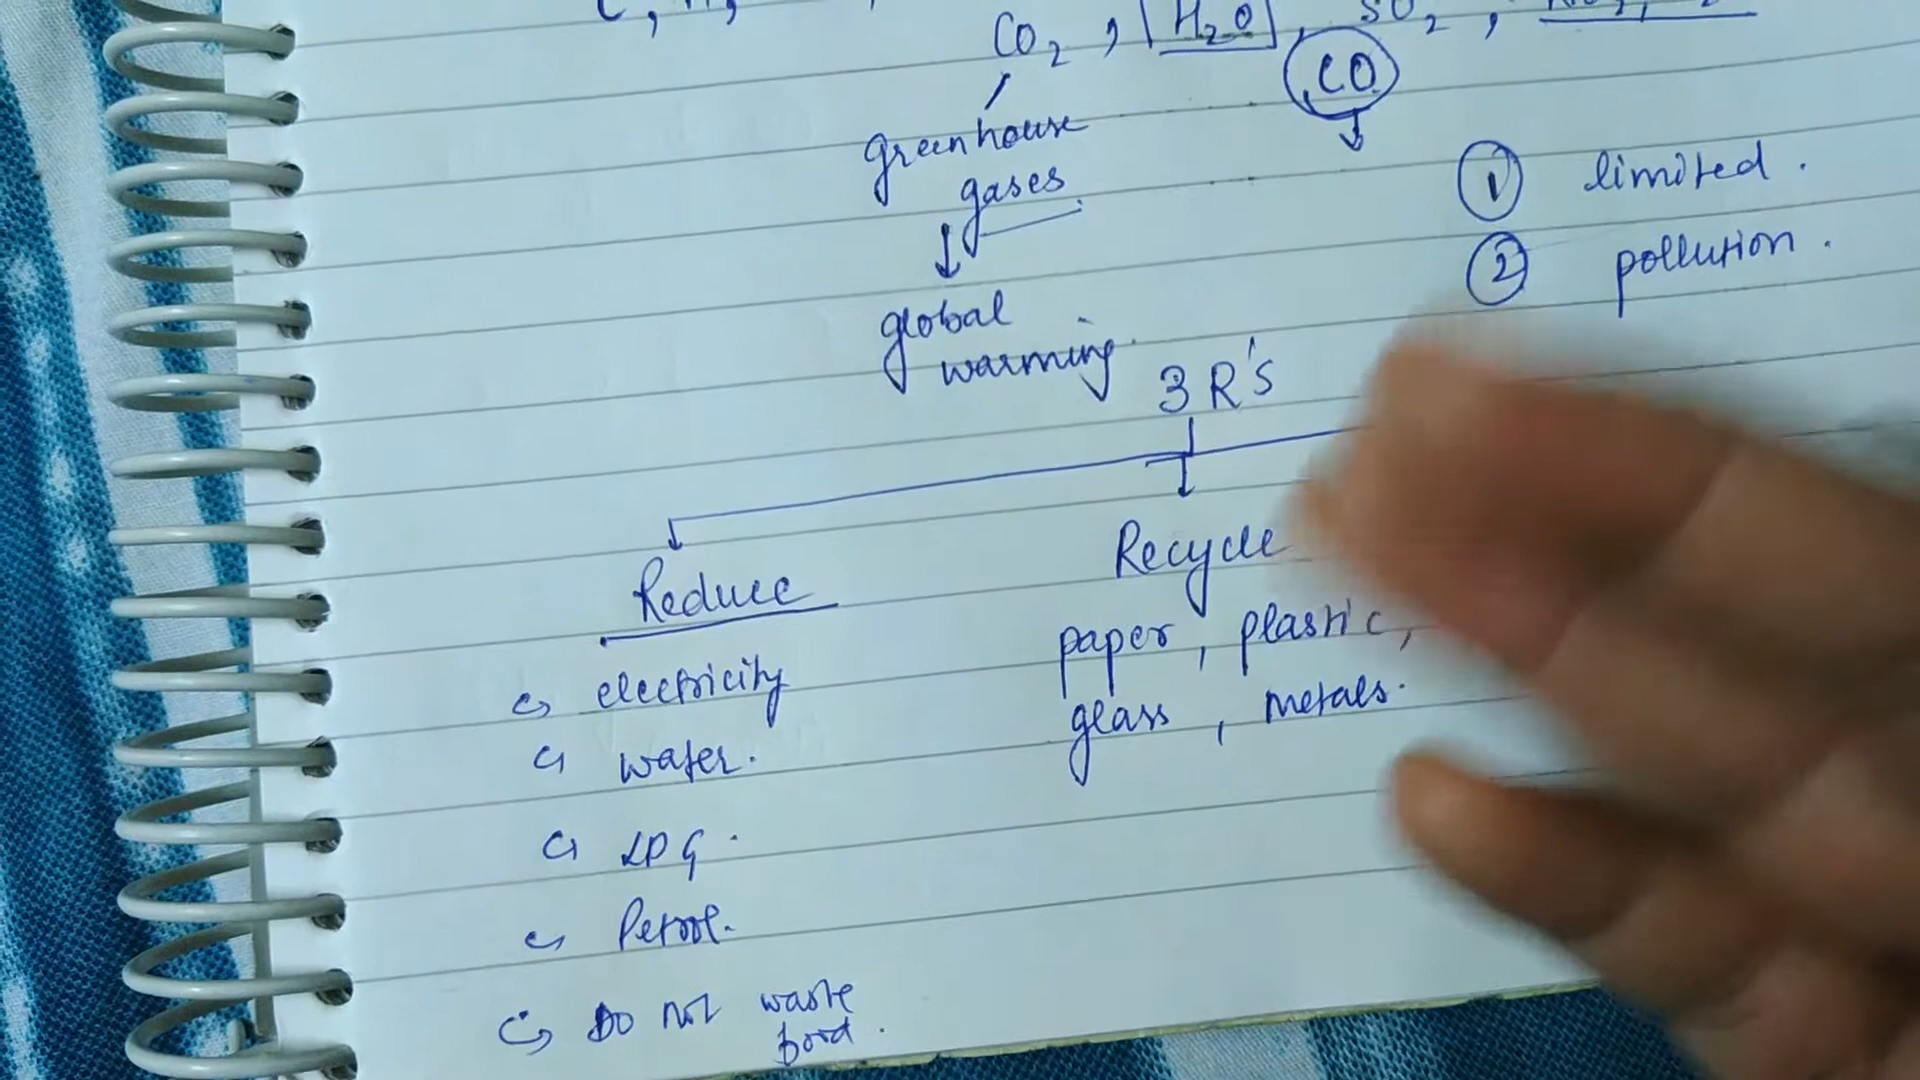 CO2, H2O, SO2,
CO
greenhouse
gases
① limited.
② pollution.
global
warming
3 R's
Reduce
Recycle
electricity
paper, plastic,
water.
glass, metals.
LPG.
Petrol.
Do not waste
food.